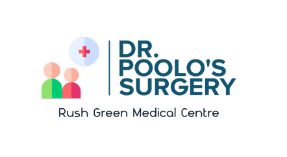 DR.
POOLO'S
SURGERY
Rush Green Medical Centre